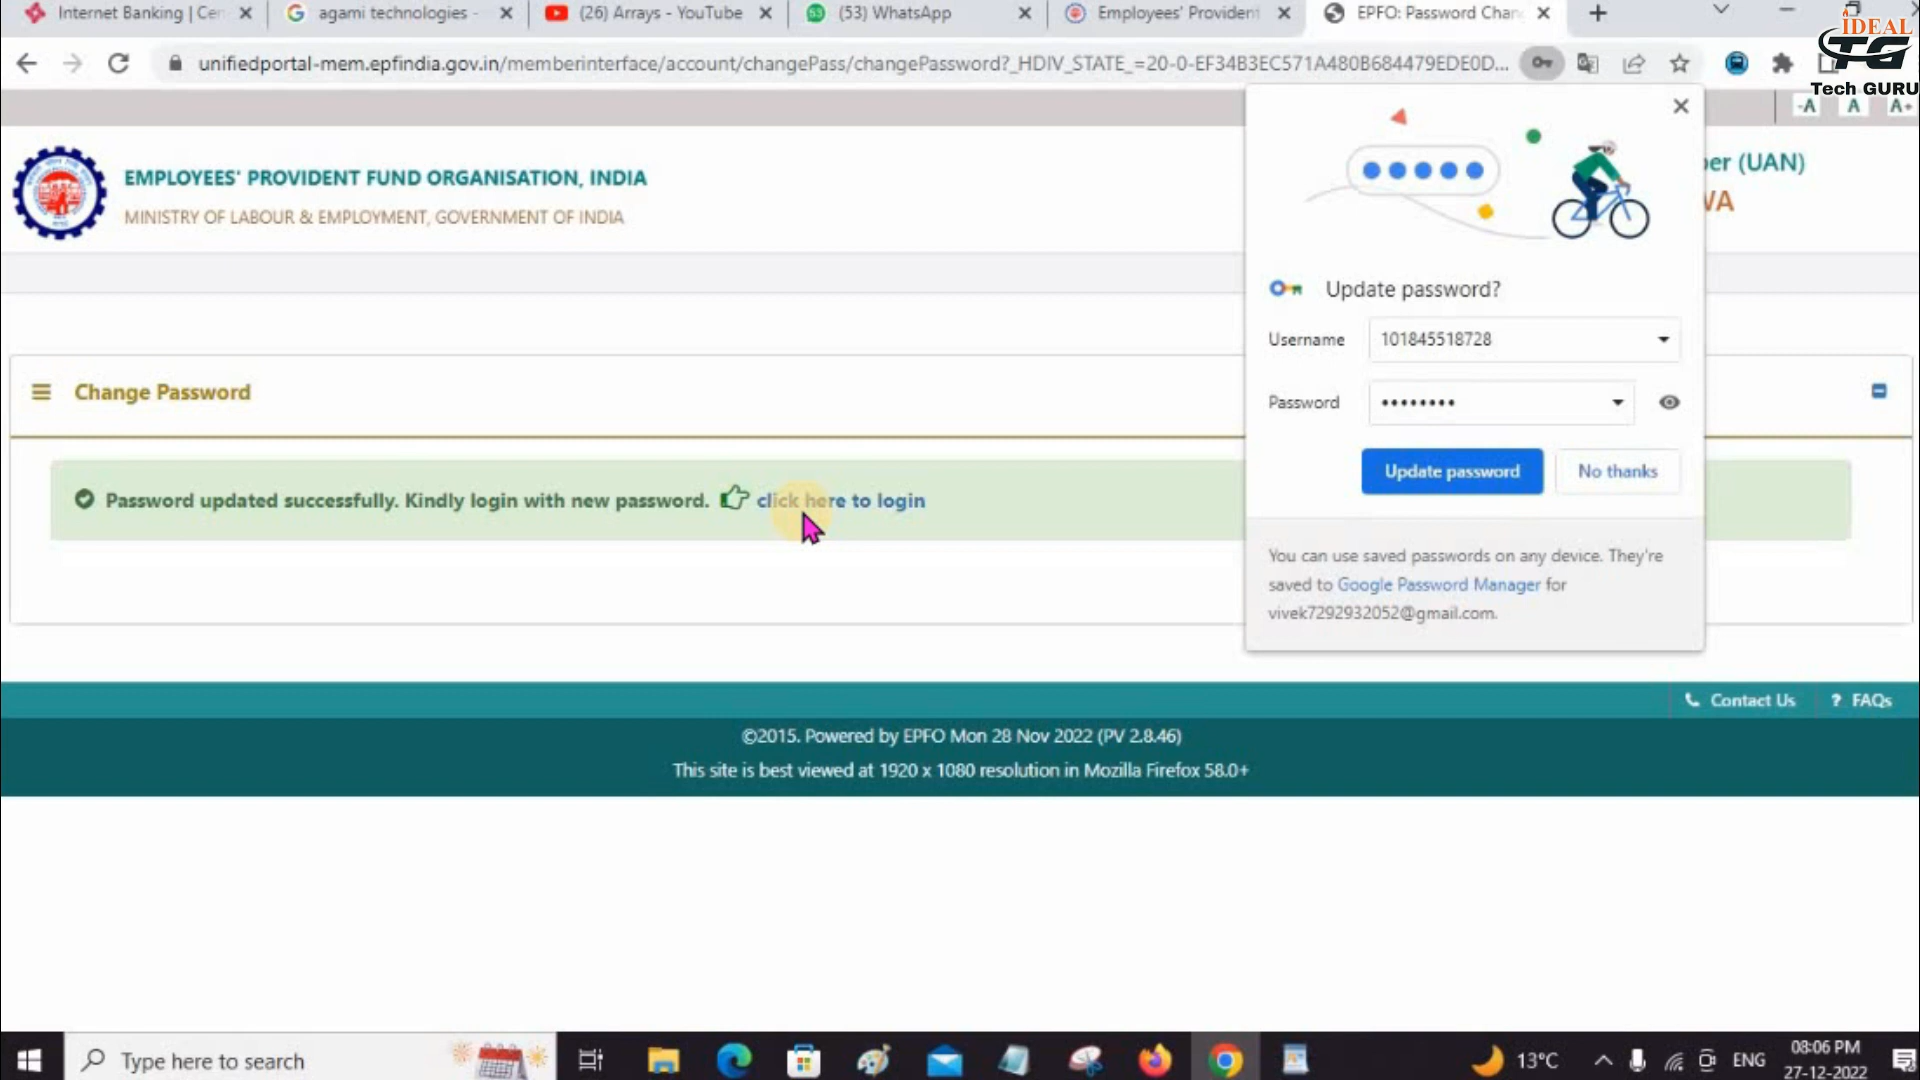 Internet Banking | Cen
agami technologies -
(26) Arrays - YouTube
(53) WhatsApp
Employees' Provident
EPFO: Password Chan
IDEAL
TG
Tech GURU
unifiedportal-mem.epfindia.gov.in/memberinterface/account/changePass/changePassword?_HDIV_STATE_=20-0-EF34B3EC571A480B684479EDE0D...
-A A A+
EMPLOYEES' PROVIDENT FUND ORGANISATION, INDIA
MINISTRY OF LABOUR & EMPLOYMENT, GOVERNMENT OF INDIA
(UAN)
Update password?
Username 101845518728
Password ••••••••
Update password No thanks
You can use saved passwords on any device. They're
saved to Google Password Manager for
vivek7292932052@gmail.com.
Change Password
Password updated successfully. Kindly login with new password. click here to login
Contact Us ? FAQs
©2015. Powered by EPFO Mon 28 Nov 2022 (PV 2.8.46)
This site is best viewed at 1920 x 1080 resolution in Mozilla Firefox 58.0+
Type here to search
13°C
ENG
08:06 PM
27-12-2022